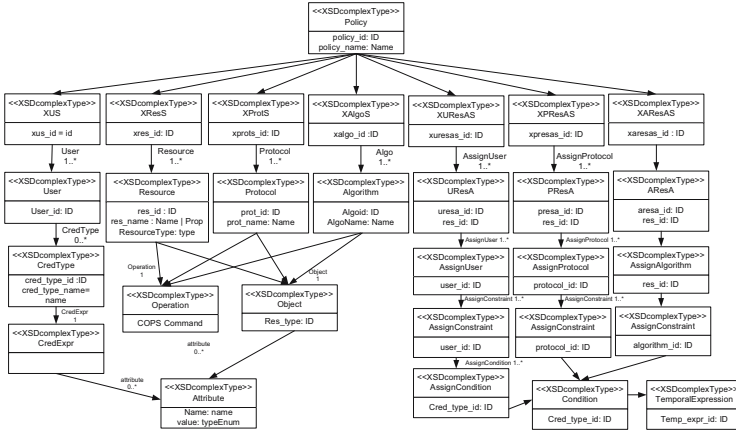 <<XSDcomplexType>>
Policy
policy_id: ID
policy_name: Name
<<XSDcomplexType>>
XUS
xus_id = id
<<XSDcomplexType>>
XResS
xres_id: ID
<<XSDcomplexType>>
XProtS
xprots_id: ID
<<XSDcomplexType>>
XAlgoS
xalgo_id :ID
<<XSDcomplexType>>
XUResAS
xuresas_id: ID
<<XSDcomplexType>>
XPResAS
xpresas_id: ID
<<XSDcomplexType>>
XAResAS
xaresas_id : ID
User
1..*
Resource
1..*
Protocol
1..*
Algo
1..*
AssignUser
1..*
AssignProtocol
1..*
<<XSDcomplexType>>
User
User_id: ID
<<XSDcomplexType>>
Resource
res_id : ID
res_name : Name | Prop
ResourceType: type
<<XSDcomplexType>>
Protocol
prot_id: ID
prot_name: Name
<<XSDcomplexType>>
Algorithm
Algoid: ID
AlgoName: Name
<<XSDcomplexType>>
UResA
uresa_id: ID
res_id: ID
<<XSDcomplexType>>
PResA
presa_id: ID
res_id: ID
<<XSDcomplexType>>
AResA
aresa_id: ID
res_id: ID
CredType
0..*
AssignUser 1..*
AssignProtocol 1..*
<<XSDcomplexType>>
CredType
cred_type_id :ID
cred_type_name=
name
Operation
1
Object
1
<<XSDcomplexType>>
AssignUser
user_id: ID
<<XSDcomplexType>>
AssignProtocol
protocol_id: ID
<<XSDcomplexType>>
AssignAlgorithm
res_id: ID
<<XSDcomplexType>>
Operation
COPS Command
<<XSDcomplexType>>
Object
Res_type: ID
CredExpr
1
AssignConstraint 1..*
AssignConstraint 1..*
<<XSDcomplexType>>
CredExpr
<<XSDcomplexType>>
AssignConstraint
user_id: ID
<<XSDcomplexType>>
AssignConstraint
protocol_id: ID
<<XSDcomplexType>>
AssignConstraint
algorithm_id: ID
attribute
0..*
attribute
0..*
AssignCondition 1..*
<<XSDcomplexType>>
Attribute
Name: name
value: typeEnum
<<XSDcomplexType>>
AssignCondition
Cred_type_id: ID
<<XSDcomplexType>>
Condition
Cred_type_id: ID
<<XSDcomplexType>>
TemporalExpression
Temp_expr_id: ID